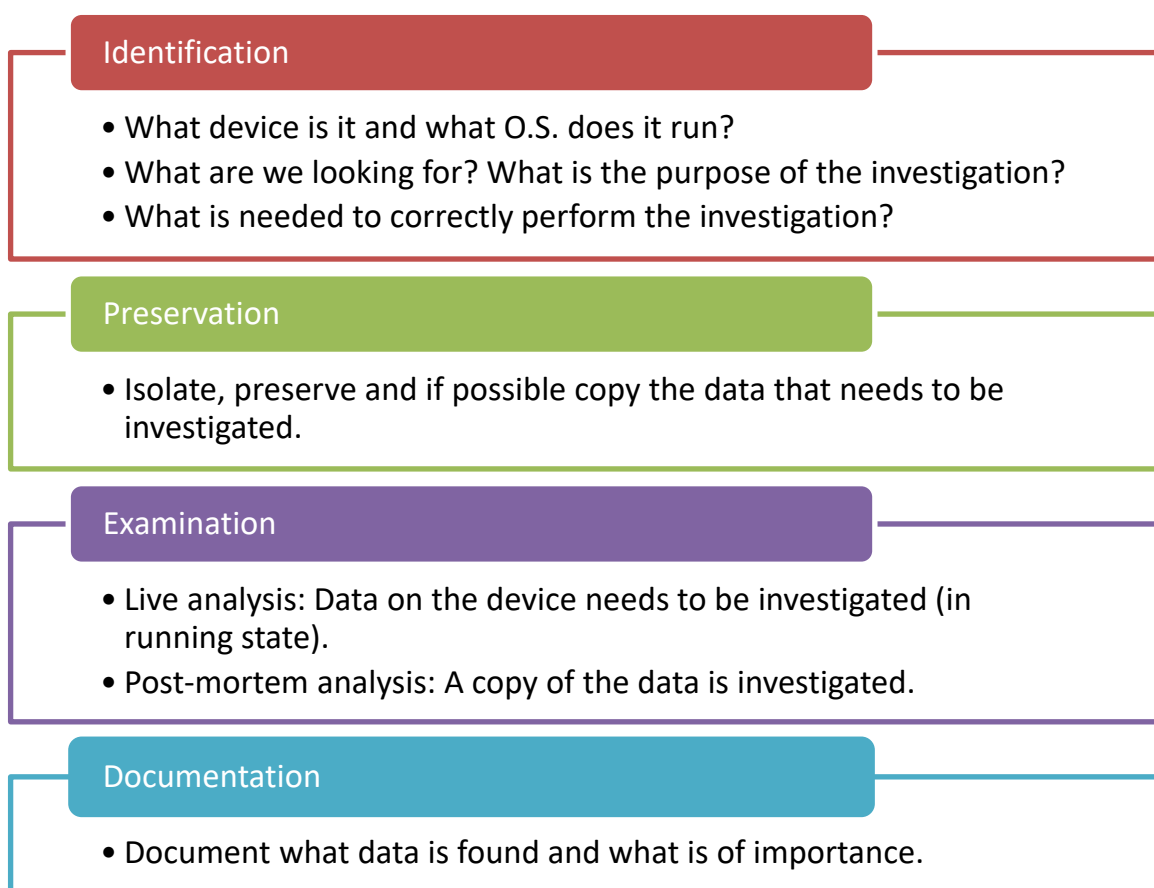 Identification
• What device is it and what O.S. does it run?
• What are we looking for? What is the purpose of the investigation?
• What is needed to correctly perform the investigation?
Preservation
• Isolate, preserve and if possible copy the data that needs to be
investigated.
Examination
• Live analysis: Data on the device needs to be investigated (in
running state).
• Post-mortem analysis: A copy of the data is investigated.
Documentation
• Document what data is found and what is of importance.